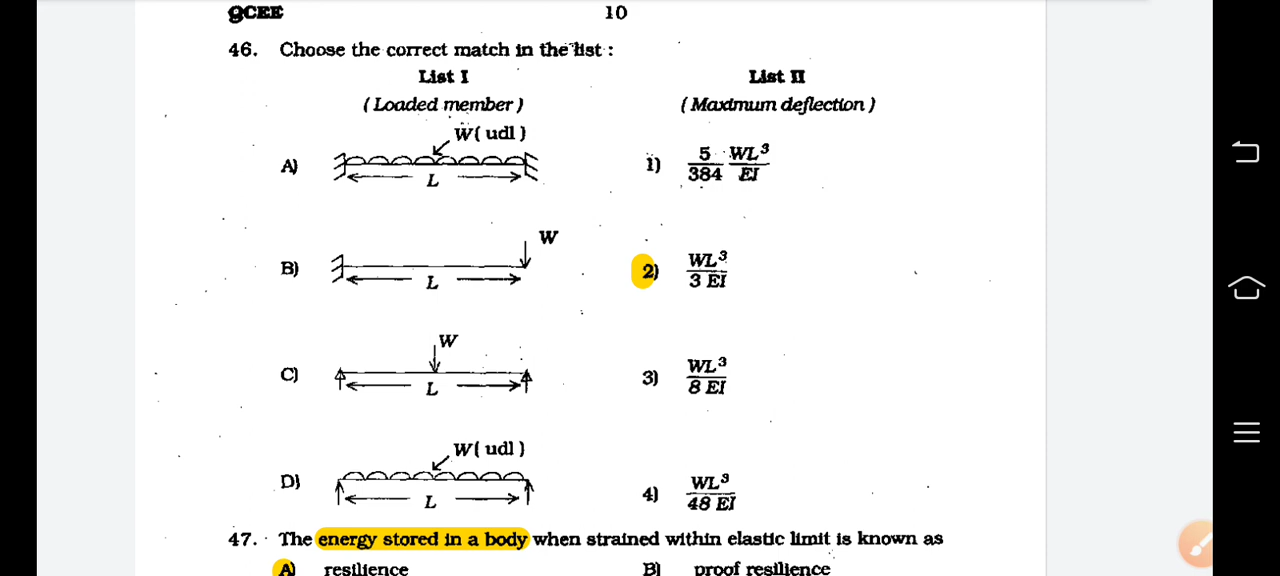 gCEE 10
46. Choose the correct match in the list :
List I List II
( Loaded member ) ( Maximum deflection )
W( udl )
A) L 1) 5/384 WL³/EI
W
B) L 2) WL³/3 EI
W
C) L 3) WL³/8 EI
W( udl )
D) L 4) WL³/48 EI
47. The energy stored in a body when strained within elastic limit is known as
A) resilience B) proof resilience